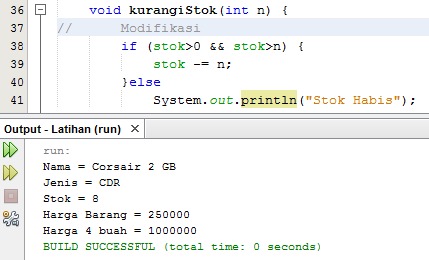 36 void kurangiStok(int n) {
37 // Modifikasi
38 if (stok>0 && stok>n) {
39 stok -= n;
40 }else
41 System.out.println("Stok Habis");
Output - Latihan (run) ×
run:
Nama = Corsair 2 GB
Jenis = CDR
Stok = 8
Harga Barang = 250000
Harga 4 buah = 1000000
BUILD SUCCESSFUL (total time: 0 seconds)